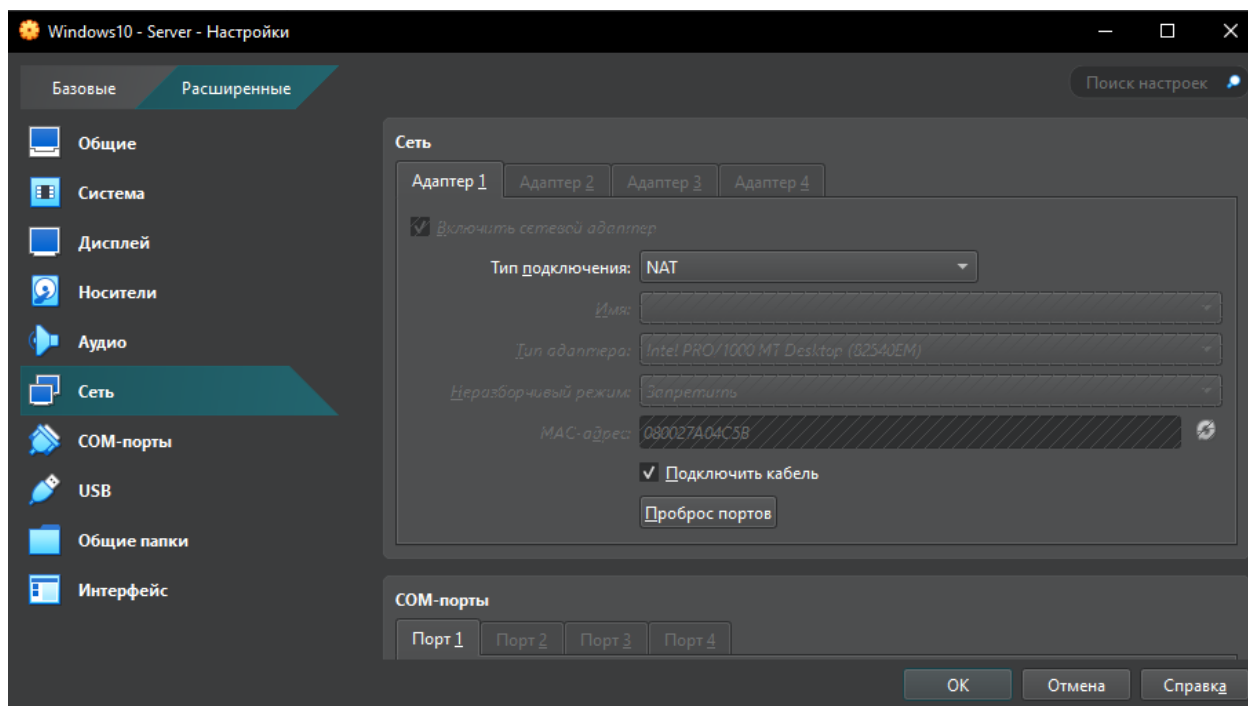 Windows10 - Server - Настройки
Базовые
Расширенные
Поиск настроек
Общие
Система
Дисплей
Носители
Аудио
Сеть
COM-порты
USB
Общие папки
Интерфейс
Сеть
Адаптер 1
Адаптер 2
Адаптер 3
Адаптер 4
Включить сетевой адаптер
Тип подключения: NAT
Имя:
Тип адаптера: Intel PRO/1000 MT Desktop (82540EM)
Неразборчивый режим: Запретить
MAC-адрес: 080027A04C5B
Подключить кабель
Проброс портов
COM-порты
Порт 1
Порт 2
Порт 3
Порт 4
OK
Отмена
Справка